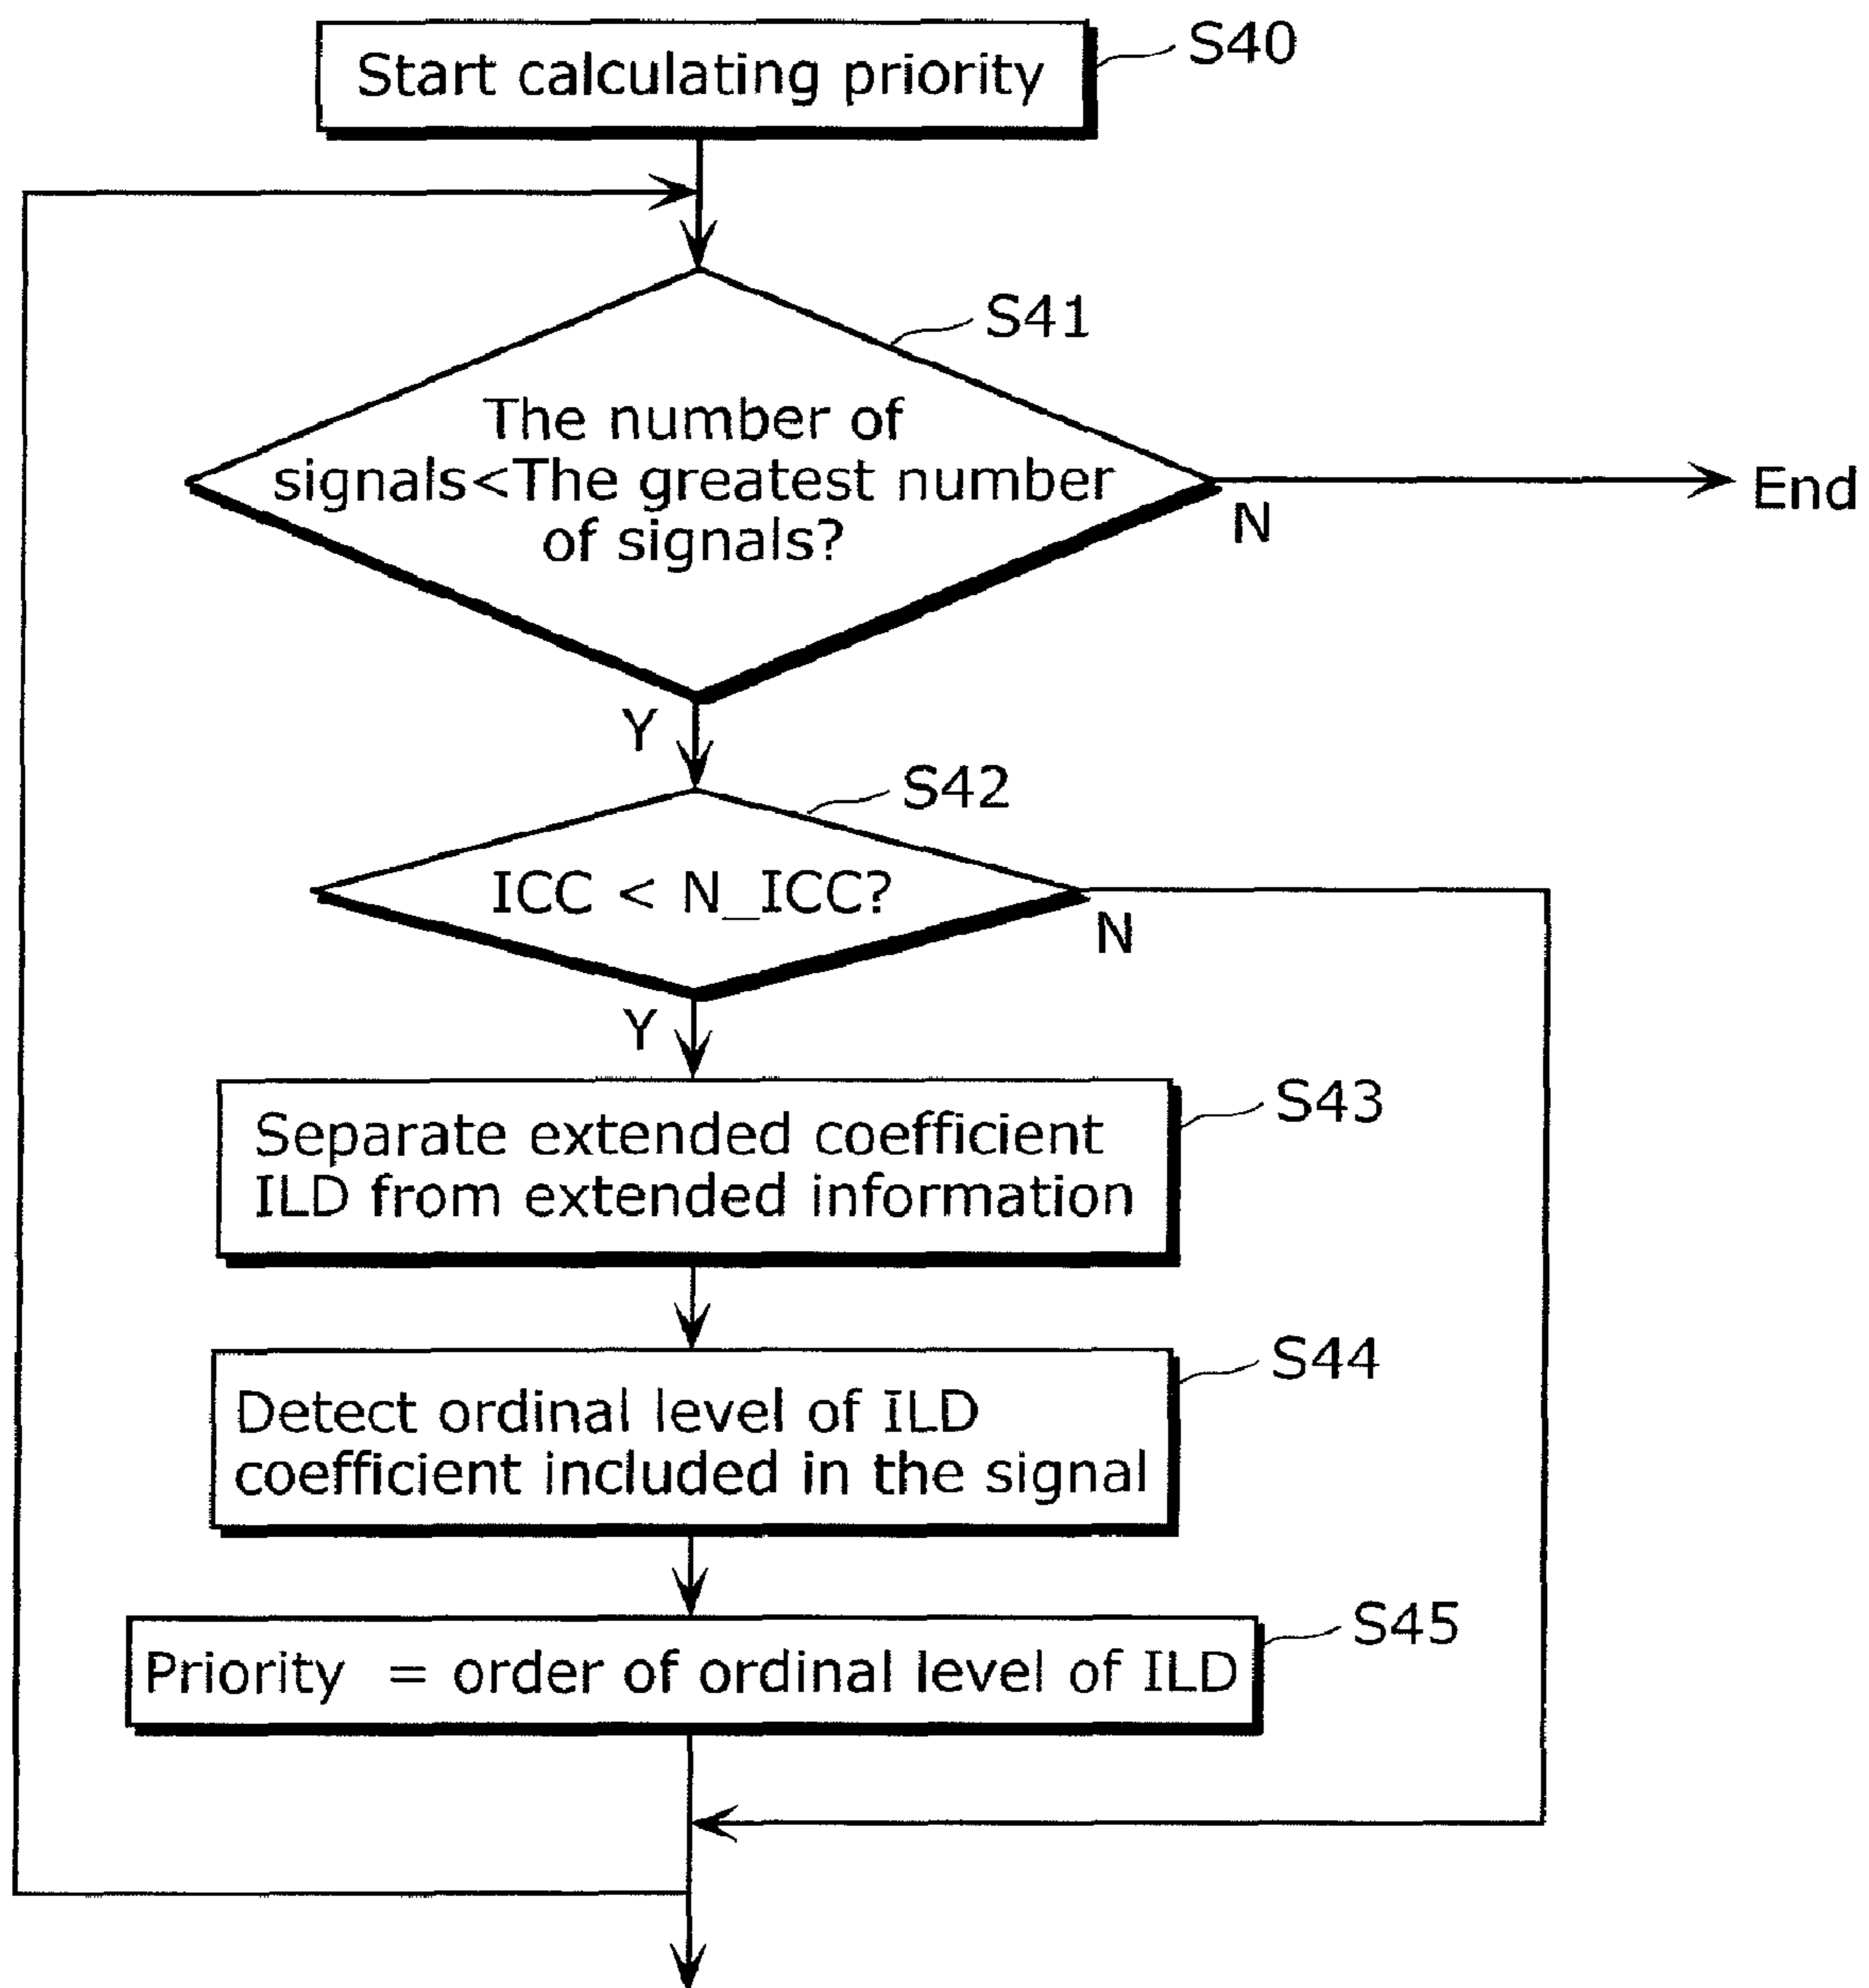 Start calculating priority
S40
S41
The number of
signals<The greatest number
of signals?
N
End
Y
S42
ICC < N_ICC?
N
Y
S43
Separate extended coefficient
ILD from extended information
S44
Detect ordinal level of ILD
coefficient included in the signal
S45
Priority = order of ordinal level of ILD